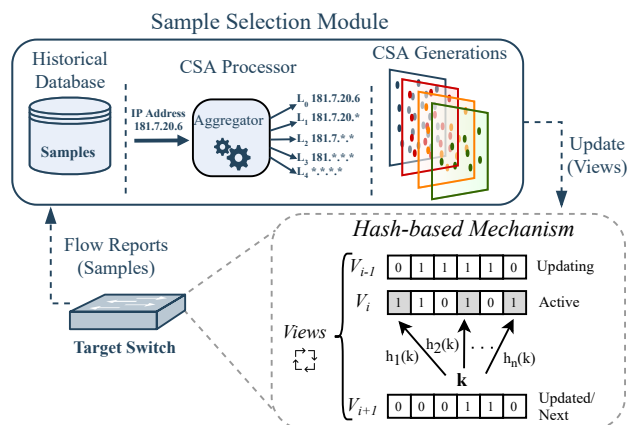 Sample Selection Module
Historical
Database
Samples
CSA Processor
IP Address
181.7.20.6
Aggregator
L0 181.7.20.6
L1 181.7.20.*
L2 181.7.*.*
L3 181.*.*.*
L4 *.*.*.*
CSA Generations
Update
(Views)
Flow Reports
(Samples)
Target Switch
Hash-based Mechanism
Views
Vi-1
0 1 1 1 1 0
Updating
Vi
1 1 0 1 0 1
Active
h1(k)
h2(k)
. . . .
hn(k)
k
Vi+1
0 0 0 1 1 0
Updated/
Next